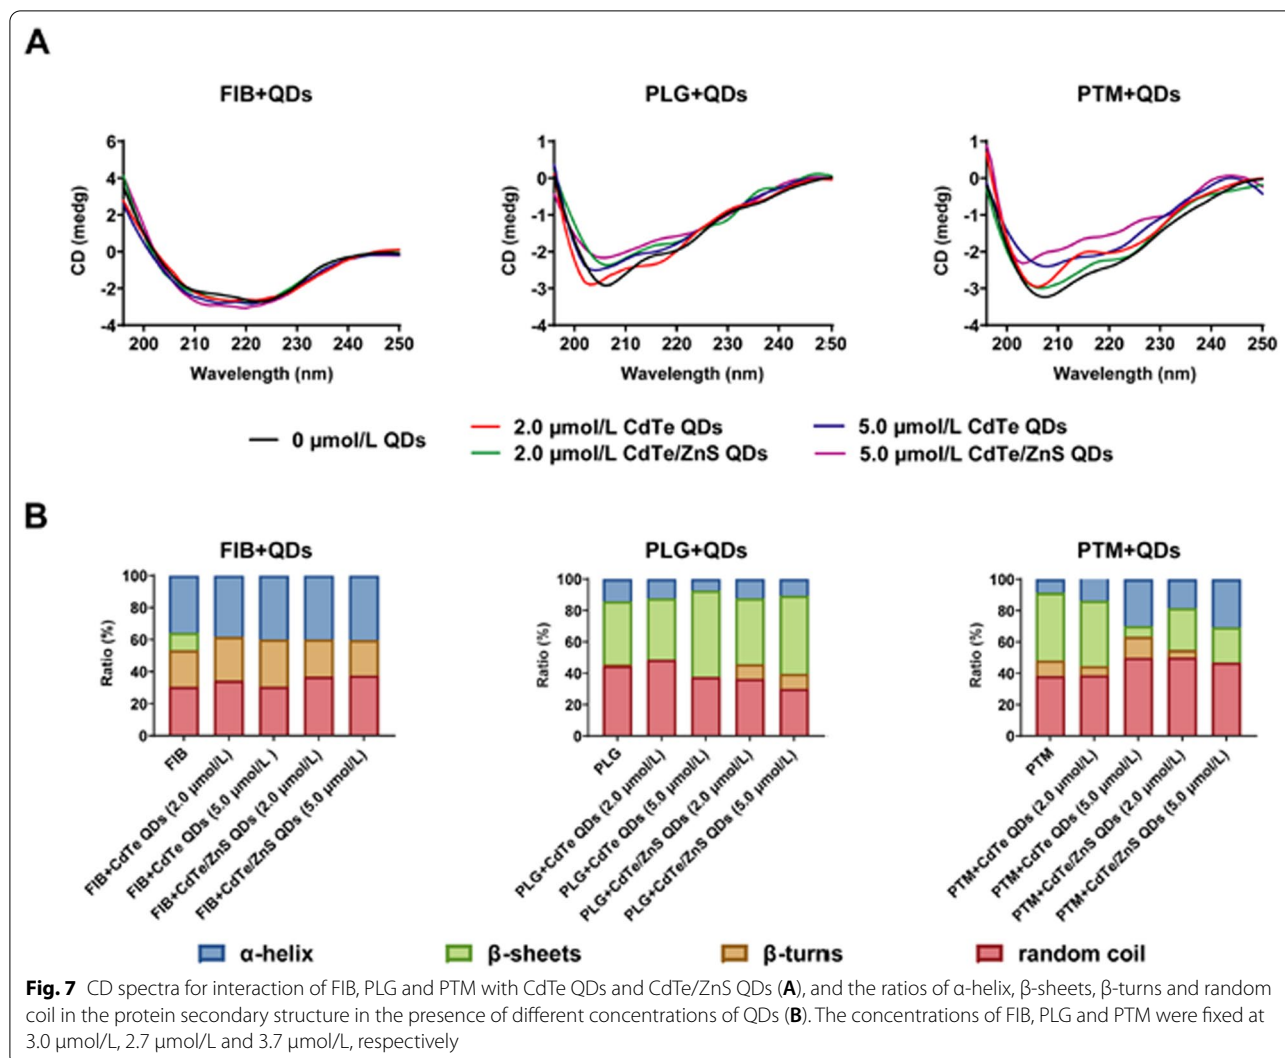 A
FIB+QDs
PLG+QDs
PTM+QDs
CD (medg)
6
4
2
0
-2
-4
200 210 220 230 240 250
Wavelength (nm)
CD (medg)
1
0
-1
-2
-3
-4
200 210 220 230 240 250
Wavelength (nm)
CD (medg)
1
0
-1
-2
-3
-4
200 210 220 230 240 250
Wavelength (nm)
0 µmol/L QDs
2.0 µmol/L CdTe QDs
5.0 µmol/L CdTe QDs
2.0 µmol/L CdTe/ZnS QDs
5.0 µmol/L CdTe/ZnS QDs
B
FIB+QDs
PLG+QDs
PTM+QDs
Ratio (%)
100
80
60
40
20
0
FIB
FIB+CdTe QDs (2.0 µmol/L)
FIB+CdTe QDs (5.0 µmol/L )
FIB+CdTe/ZnS QDs (2.0 µmol/L)
FIB+CdTe/ZnS QDs (5.0 µmol/L)
Ratio (%)
100
80
60
40
20
0
PLG
PLG+CdTe QDs (2.0 µmol/L)
PLG+CdTe QDs (5.0 µmol/L)
PLG+CdTe/ZnS QDs (2.0 µmol/L)
PLG+CdTe/ZnS QDs (5.0 µmol/L)
Ratio (%)
100
80
60
40
20
0
PTM
PTM+CdTe QDs (2.0 µmol/L)
PTM+CdTe QDs (5.0 µmol/L)
PTM+CdTe/ZnS QDs (2.0 µmol/L)
PTM+CdTe/ZnS QDs (5.0 µmol/L)
α-helix
β-sheets
β-turns
random coil
Fig. 7 CD spectra for interaction of FIB, PLG and PTM with CdTe QDs and CdTe/ZnS QDs (A), and the ratios of α-helix, β-sheets, β-turns and random
coil in the protein secondary structure in the presence of different concentrations of QDs (B). The concentrations of FIB, PLG and PTM were fixed at
3.0 µmol/L, 2.7 µmol/L and 3.7 µmol/L, respectively